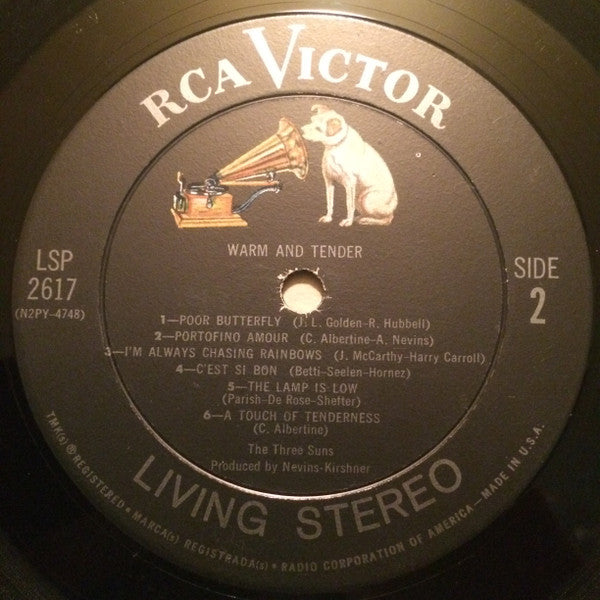 RCA VICTOR
WARM AND TENDER
LSP
2617
(N2PY-4748)
SIDE
2
1—POOR BUTTERFLY (J. L. Golden-R. Hubbell)
2—PORTOFINO AMOUR (C. Albertine-A. Nevins)
3—I'M ALWAYS CHASING RAINBOWS (J. McCarthy-Harry Carroll)
4—C'EST SI BON (Betti-Seelen-Hornez)
5—THE LAMP IS LOW
(Parish-De Rose-Shefter)
6—A TOUCH OF TENDERNESS
(C. Albertine)
The Three Suns
Produced by Nevins-Kirshner
LIVING STEREO
TMK(s) ® REGISTERED • MARCA(s) REGISTRADA(s) • RADIO CORPORATION OF AMERICA—MADE IN U.S.A.